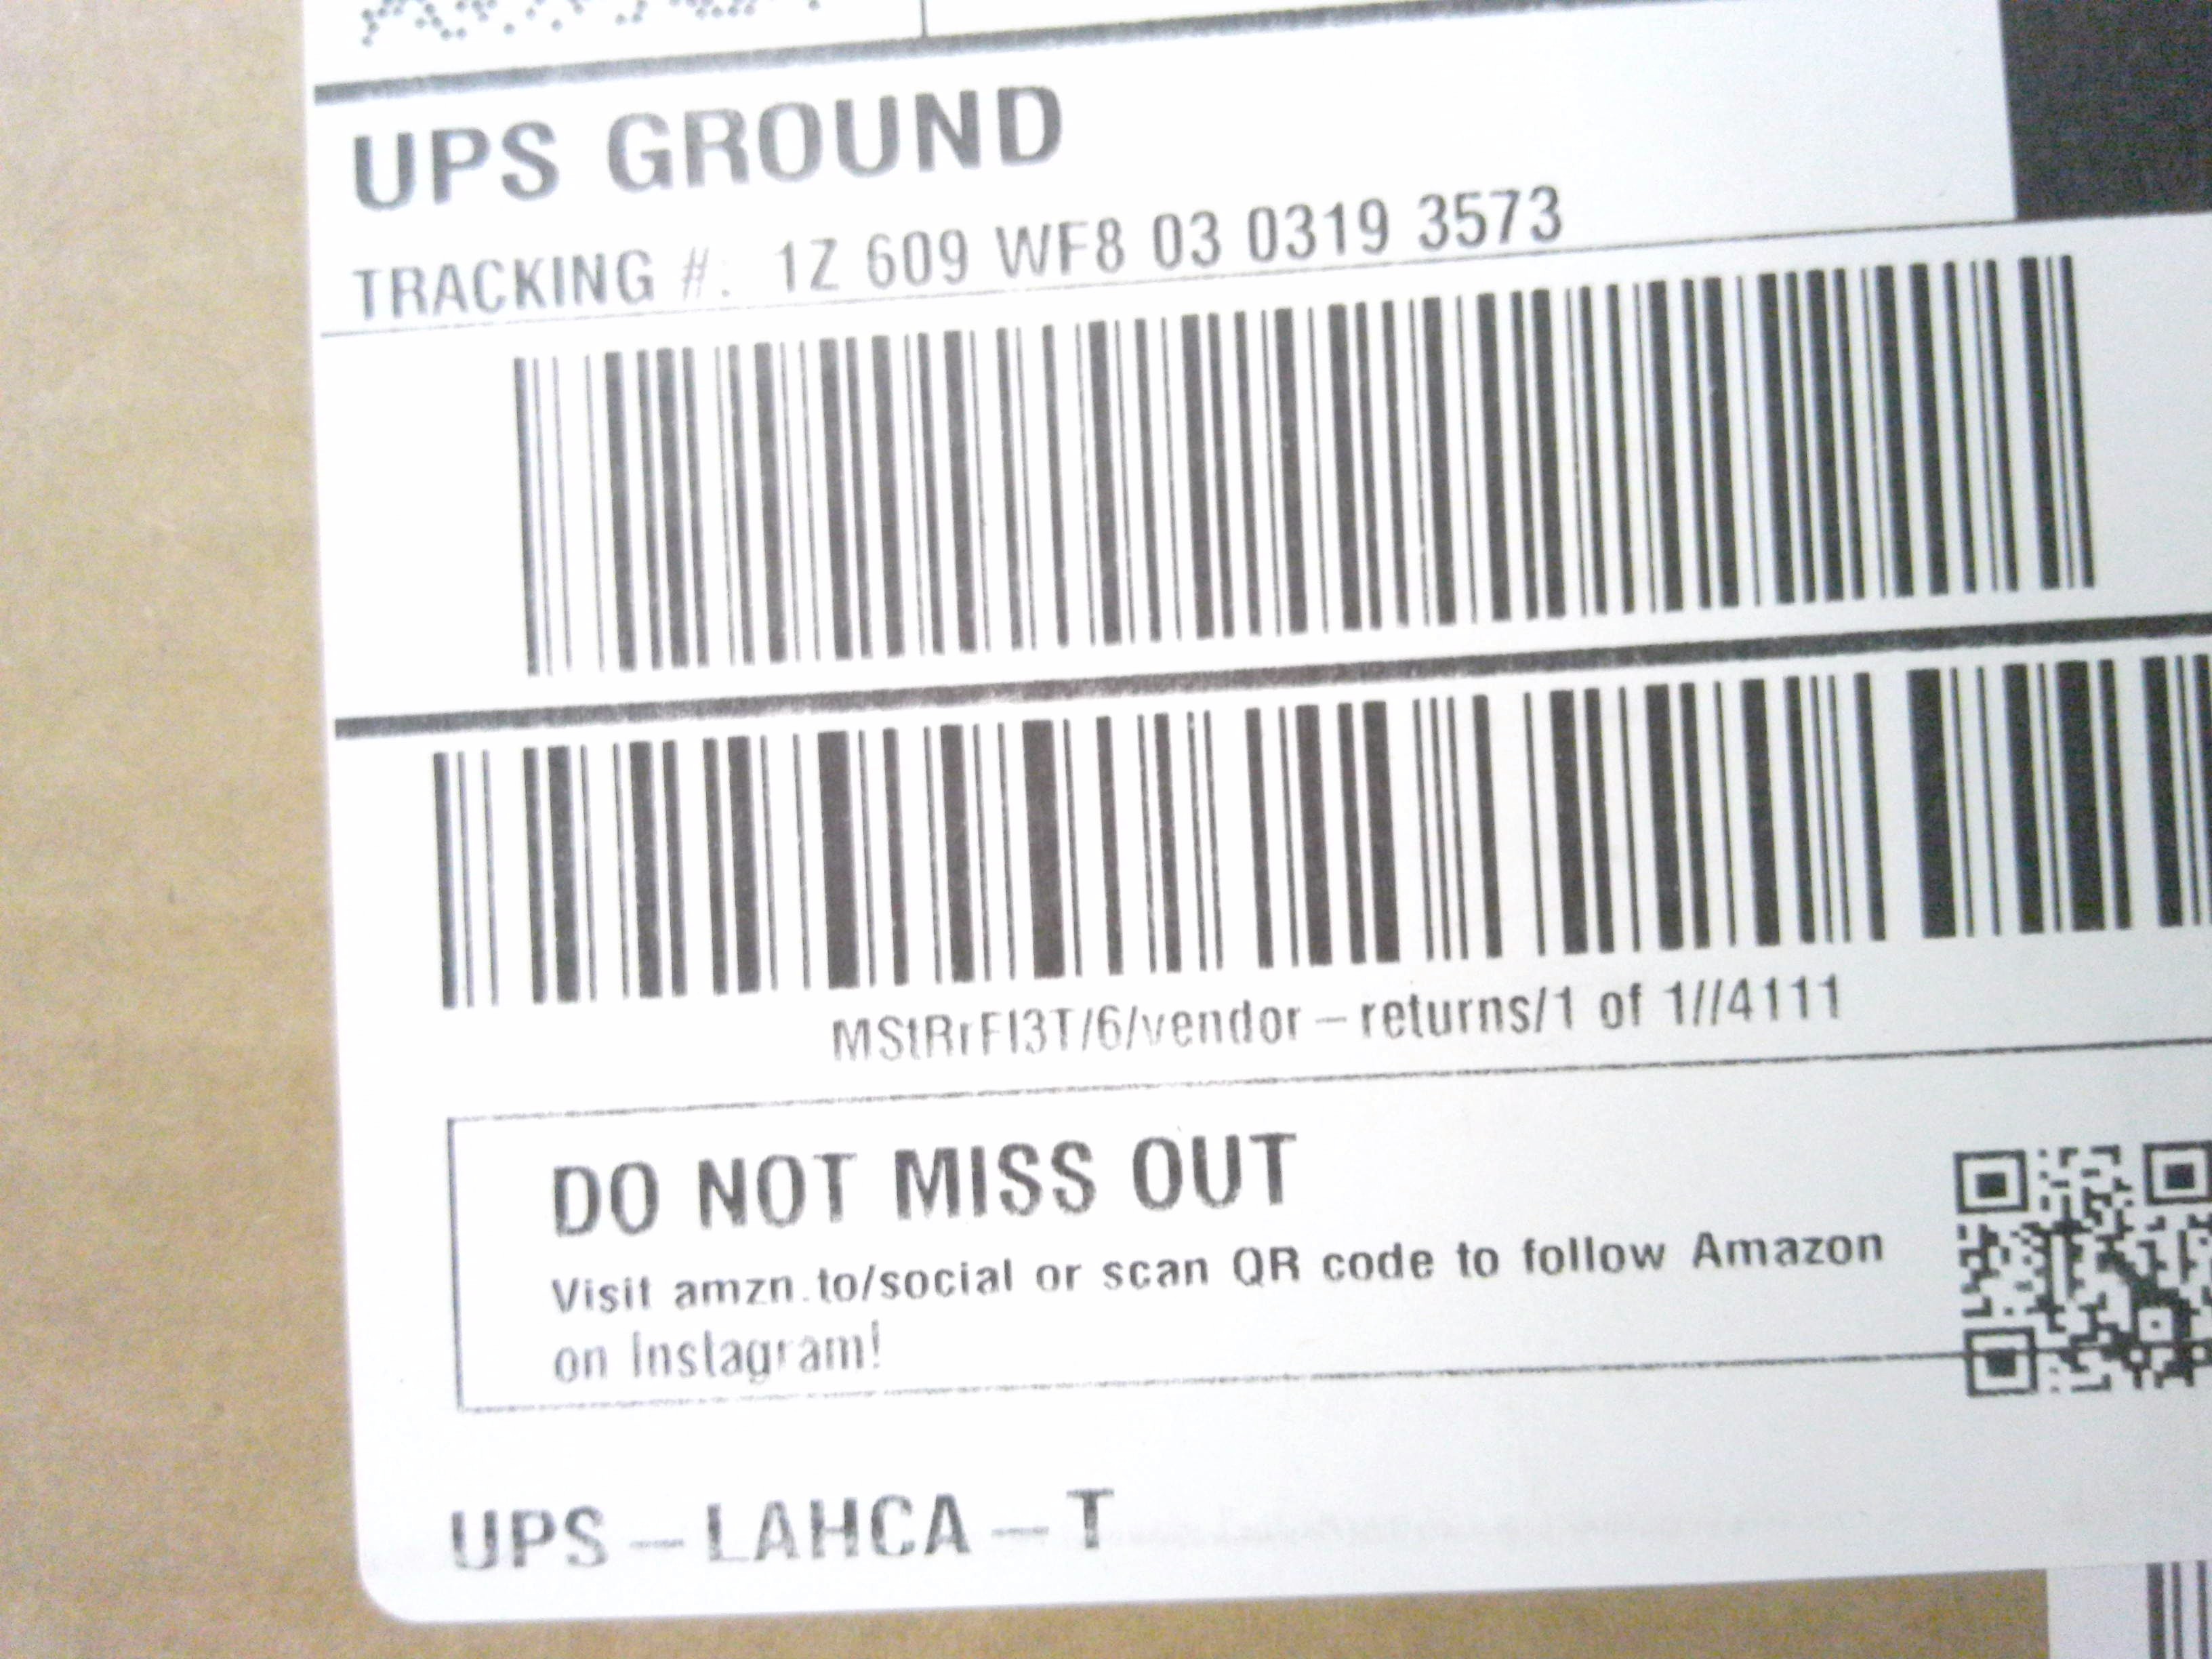 UPS GROUND
TRACKING #: 1Z 609 WF8 03 0319 3573
MStRrFI3T/6/vendor-returns/1 of 1//4111
DO NOT MISS OUT
Visit amzn.to/social or scan QR code to follow Amazon
on Instagram!
UPS-LAHCA-T